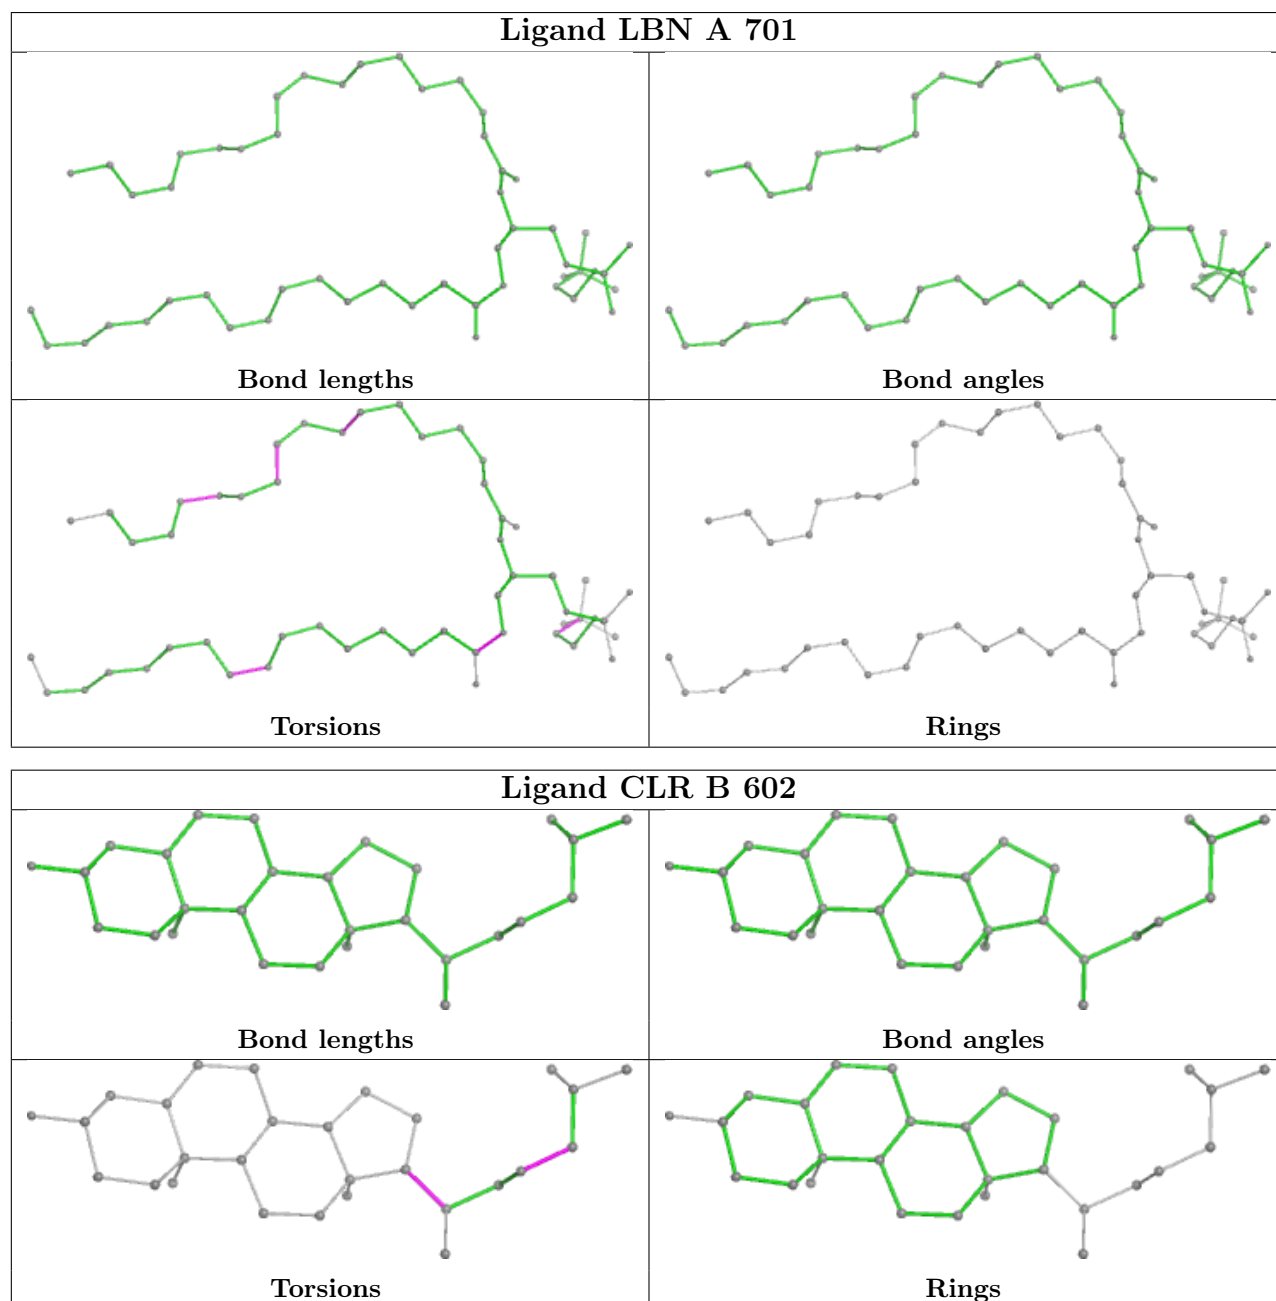 Ligand LBN A 701
Bond lengths
Bond angles
Torsions
Rings
Ligand CLR B 602
Bond lengths
Bond angles
Torsions
Rings